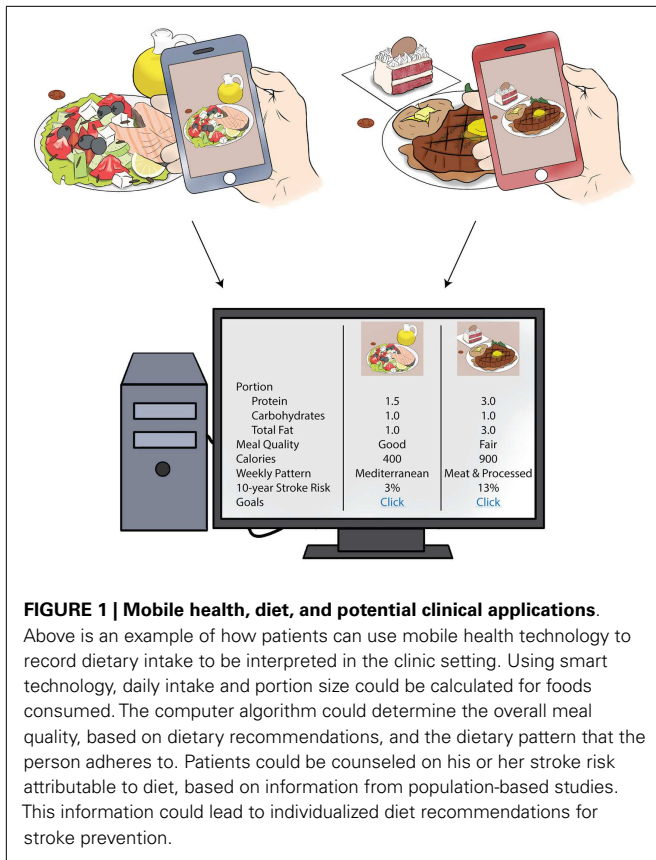 Portion
Protein 1.5 3.0
Carbohydrates 1.0 1.0
Total Fat 1.0 3.0
Meal Quality Good Fair
Calories 400 900
Weekly Pattern Mediterranean Meat & Processed
10-year Stroke Risk 3% 13%
Goals Click Click
FIGURE 1 | Mobile health, diet, and potential clinical applications.
Above is an example of how patients can use mobile health technology to
record dietary intake to be interpreted in the clinic setting. Using smart
technology, daily intake and portion size could be calculated for foods
consumed. The computer algorithm could determine the overall meal
quality, based on dietary recommendations, and the dietary pattern that the
person adheres to. Patients could be counseled on his or her stroke risk
attributable to diet, based on information from population-based studies.
This information could lead to individualized diet recommendations for
stroke prevention.